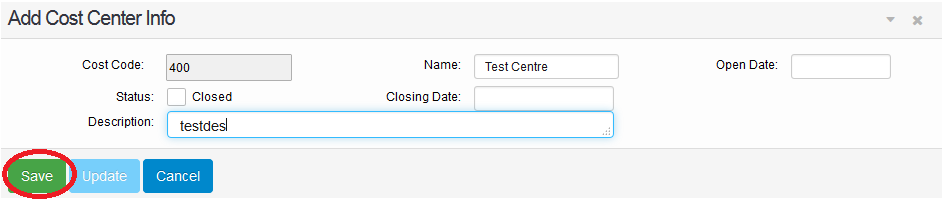 Add Cost Center Info
Cost Code: 400 Name: Test Centre Open Date:
Status: Closed Closing Date:
Description: testdes
Save Update Cancel